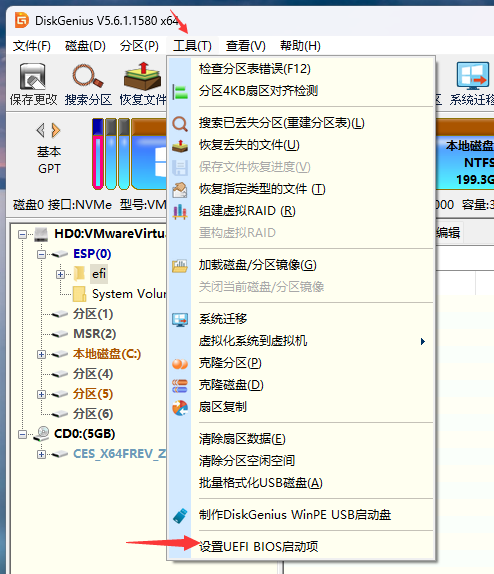 DiskGenius V5.6.1.1580 x64
文件(F) 磁盘(D) 分区(P) 工具(T) 查看(V) 帮助(H)
保存更改 搜索分区 恢复文件 区 系统迁移
检查分区表错误(F12)
分区4KB扇区对齐检测
搜索已丢失分区(重建分区表)(L)
恢复丢失的文件(U)
保存文件恢复进度(V)
恢复指定类型的文件 (T)
组建虚拟RAID (R)
重构虚拟RAID
加载磁盘/分区镜像(G)
关闭当前磁盘/分区镜像
系统迁移
虚拟化系统到虚拟机
克隆分区(P)
克隆磁盘(D)
扇区复制
清除扇区数据(E)
清除分区空闲空间
批量格式化USB磁盘(A)
制作DiskGenius WinPE USB启动盘
设置UEFI BIOS启动项
基本
GPT
本地磁盘
NTFS
199.3G
磁盘0 接口:NVMe 型号:VM
000 容量:
编辑
HD0:VMwareVirtua
ESP(0)
efi
System Volu
分区(1)
MSR(2)
本地磁盘(C:)
分区(4)
分区(5)
分区(6)
CD0:(5GB)
CES_X64FREV_Z